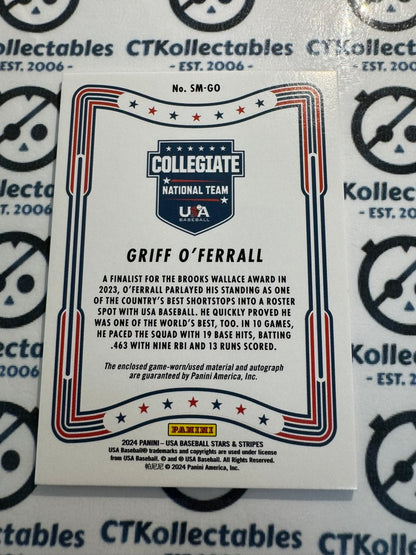 Kollectables
CTKollectables
CTKollectables
EST. 2006
- EST. 2006 -
No. SM-GO
COLLEGIATE
NATIONAL TEAM
USA
BASEBALL
GRIFF O'FERRALL
A FINALIST FOR THE BROOKS WALLACE AWARD IN
2023, O'FERRALL PARLAYED HIS STANDING AS ONE
OF THE COUNTRY'S BEST SHORTSTOPS INTO A ROSTER
SPOT WITH USA BASEBALL. HE QUICKLY PROVED HE
WAS ONE OF THE WORLD'S BEST, TOO. IN 10 GAMES,
HE PACED THE SQUAD WITH 19 BASE HITS, BATTING
.463 WITH NINE RBI AND 13 RUNS SCORED.
The enclosed game-worn/used material and autograph
are guaranteed by Panini America, Inc.
PANINI
2024 PANINI – USA BASEBALL STARS & STRIPES
USA Baseball® trademarks and copyrights are used under license
from USA Baseball. ® and © USA Baseball. All Rights Reserved.
帕尼尼 © 2024 Panini America, Inc.
Kollectables
- EST. 2006
Kollectables
CTKollectables